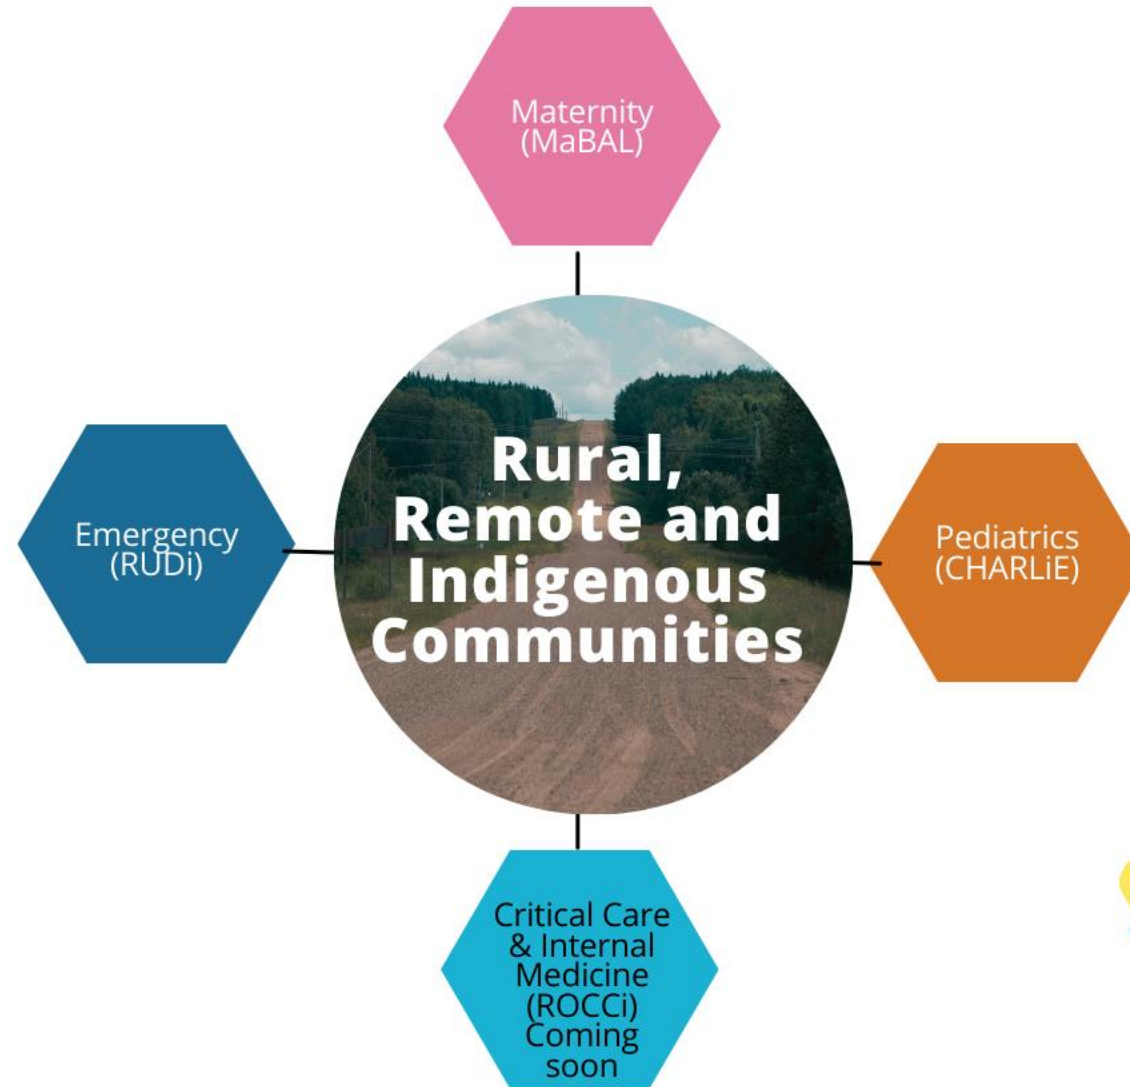 Maternity
(MaBAL)
Rural,
Remote and
Indigenous
Communities
Emergency
(RUDi)
Pediatrics
(CHARLiE)
Critical Care
& Internal
Medicine
(ROCCi)
Coming
soon